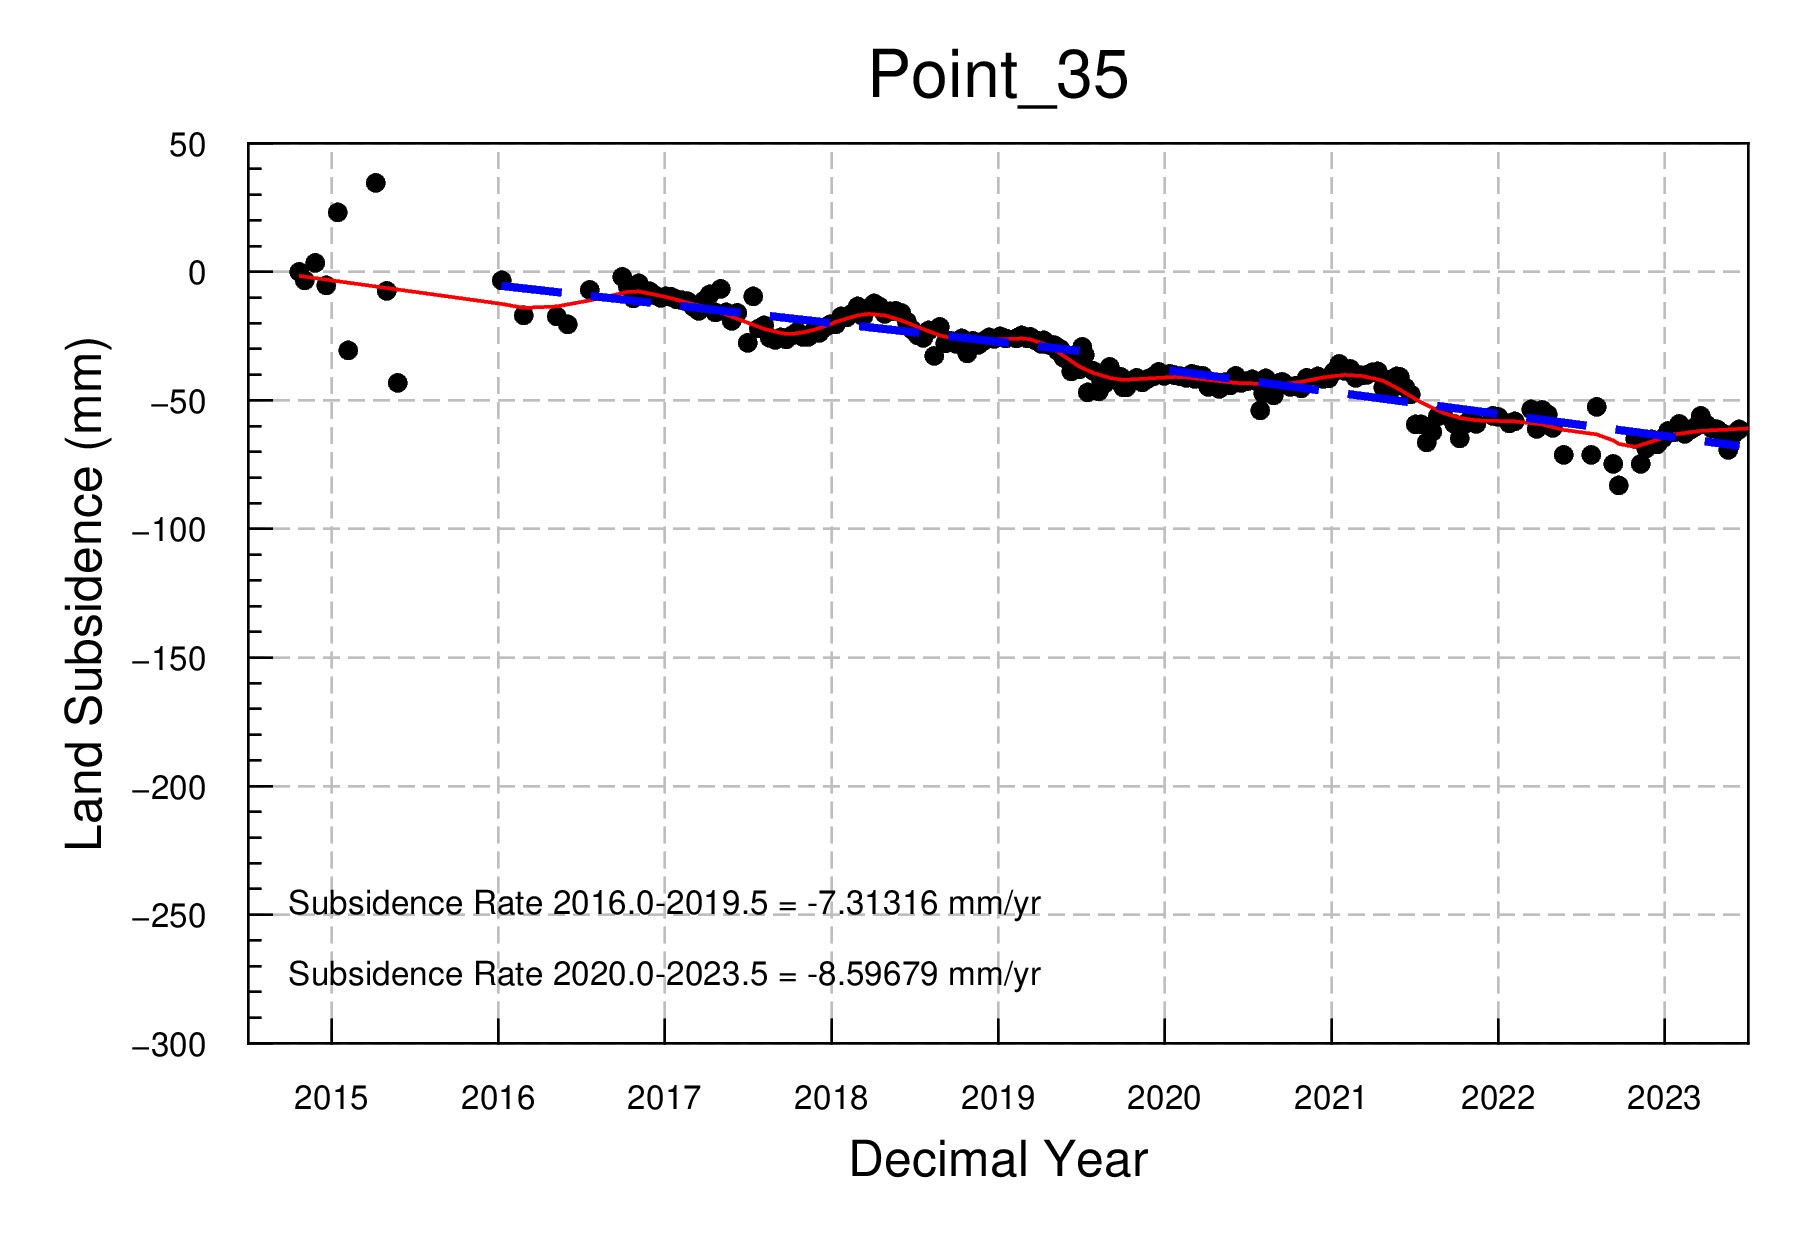 Point_35
50
0
−50
−100
−150
−200
−250
−300
Land Subsidence (mm)
Subsidence Rate 2016.0-2019.5 = -7.31316 mm/yr
Subsidence Rate 2020.0-2023.5 = -8.59679 mm/yr
2015 2016 2017 2018 2019 2020 2021 2022 2023
Decimal Year